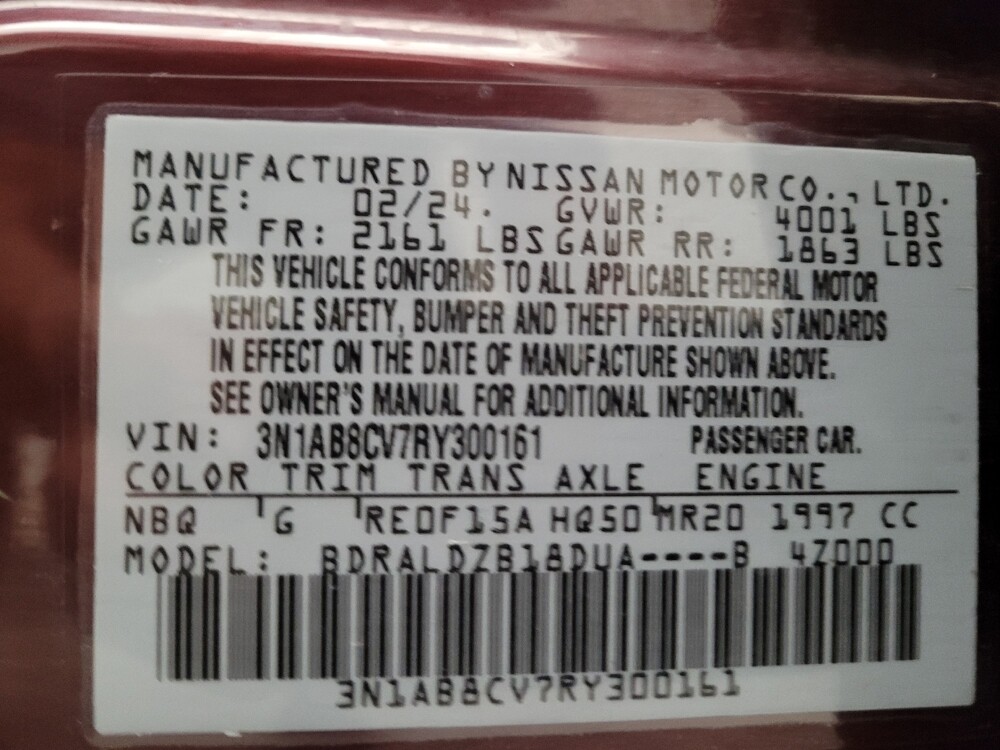 MANUFACTURED BY NISSAN MOTOR CO., LTD.
DATE: 02/24. GVWR: 4001 LBS
GAWR FR: 2161 LBS GAWR RR: 1863 LBS
THIS VEHICLE CONFORMS TO ALL APPLICABLE FEDERAL MOTOR
VEHICLE SAFETY, BUMPER AND THEFT PREVENTION STANDARDS
IN EFFECT ON THE DATE OF MANUFACTURE SHOWN ABOVE.
SEE OWNER'S MANUAL FOR ADDITIONAL INFORMATION.
VIN: 3N1AB8CV7RY300161 PASSENGER CAR.
COLOR TRIM TRANS AXLE ENGINE
NBQ G RE0F15A HQ50 MR20 1997 CC
MODEL: BDRALDZB18DUA----B 4Z000
3N1AB8CV7RY300161